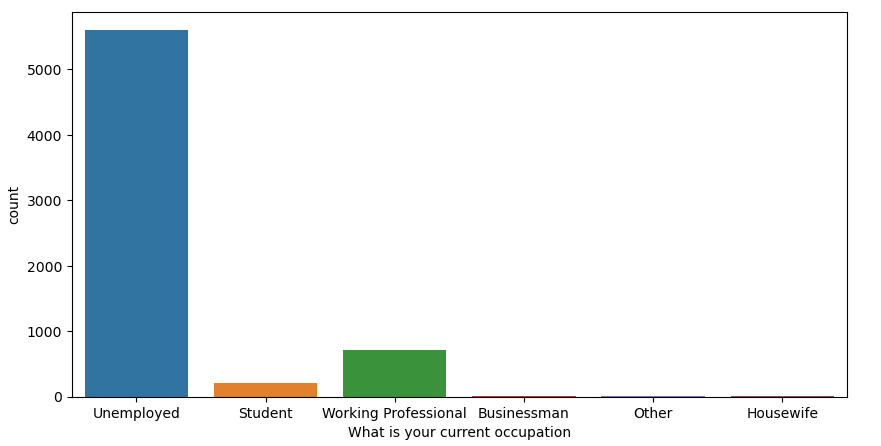 count
5000
4000
3000
2000
1000
0
Unemployed Student Working Professional Businessman Other Housewife
What is your current occupation